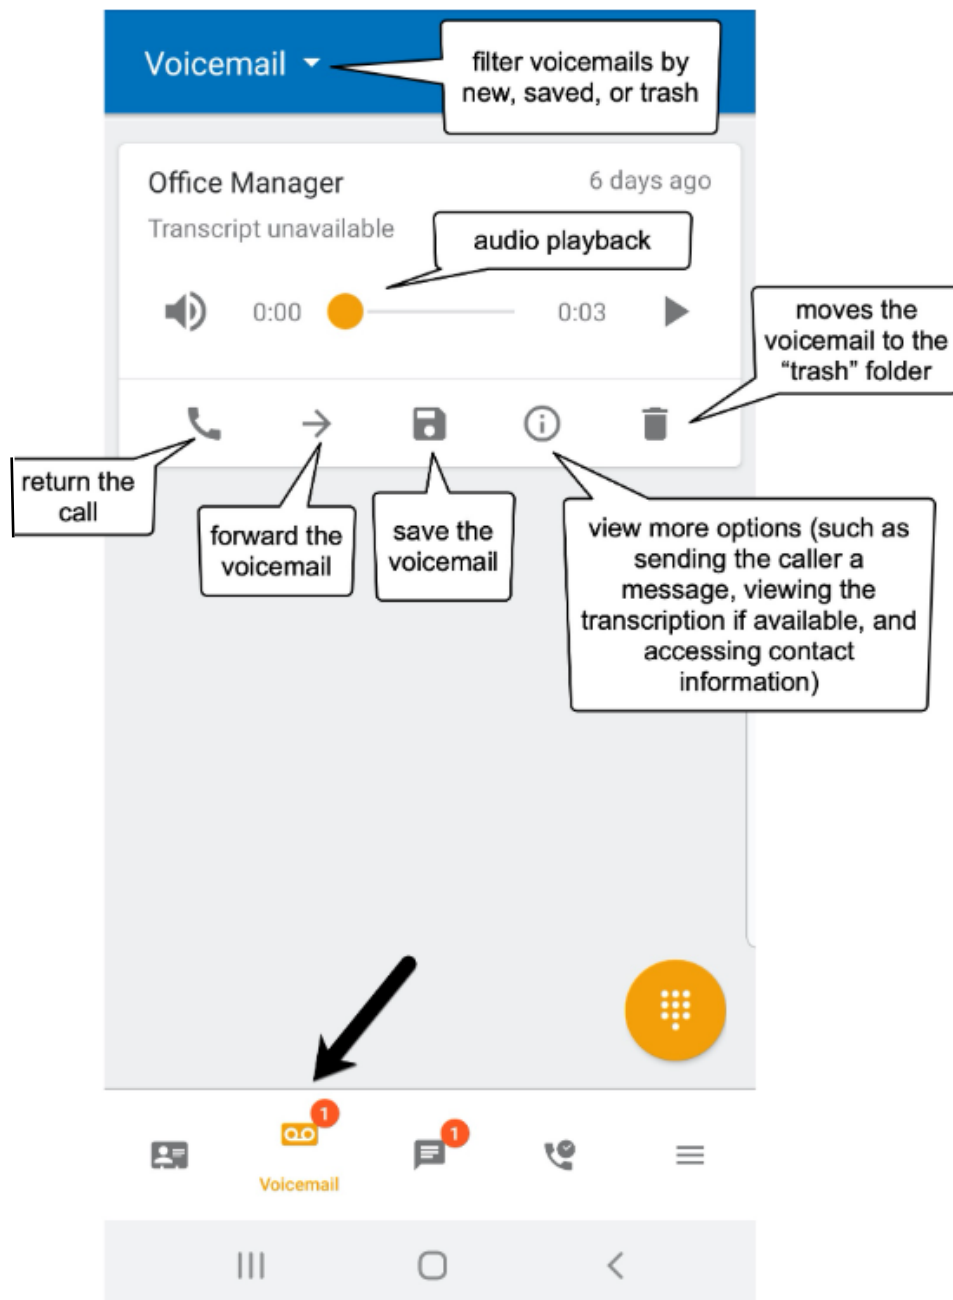 Voicemail
filter voicemails by
new, saved, or trash
Office Manager
6 days ago
Transcript unavailable
audio playback
0:00
0:03
moves the
voicemail to the
“trash” folder
return the
call
forward the
voicemail
save the
voicemail
view more options (such as
sending the caller a
message, viewing the
transcription if available, and
accessing contact
information)
1
1
Voicemail